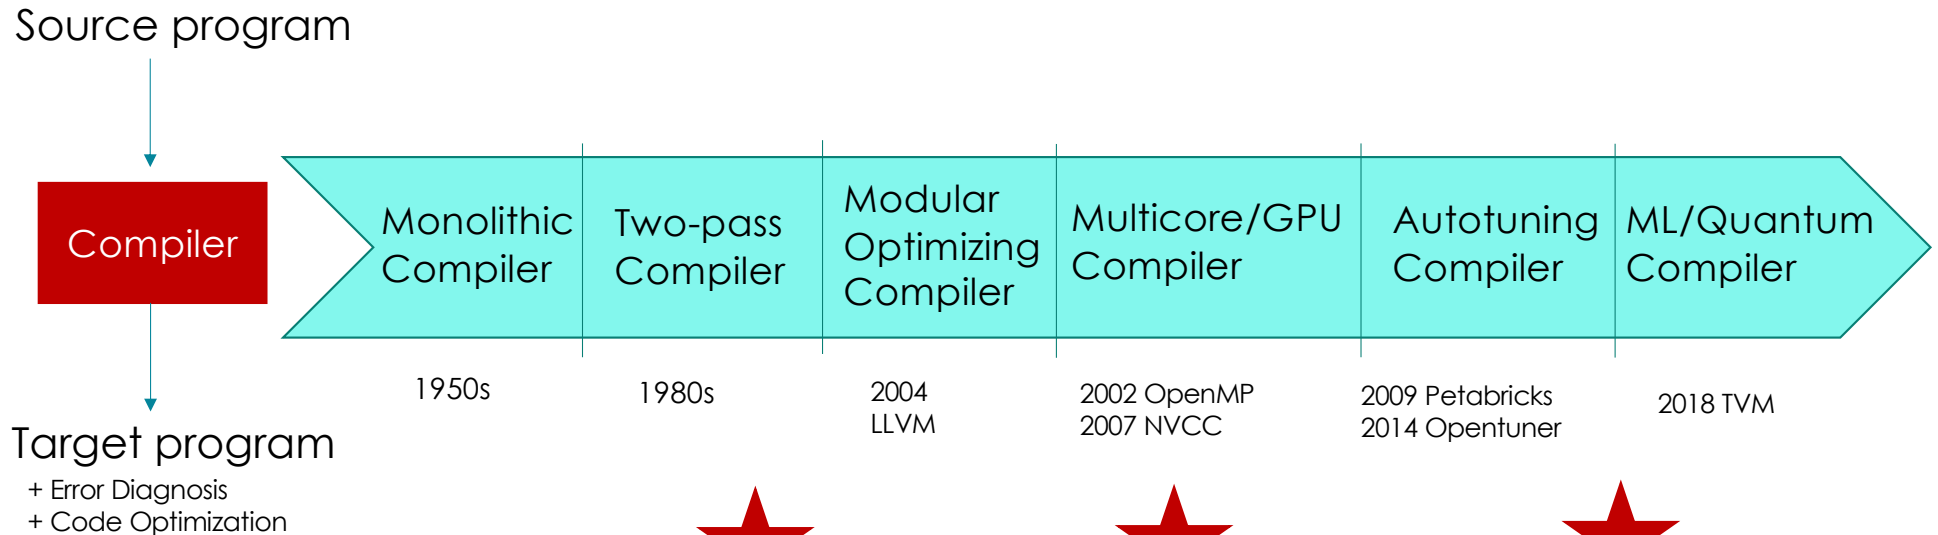 Source program
Compiler
Target program
+ Error Diagnosis
+ Code Optimization
Monolithic
Compiler
1950s
Two-pass
Compiler
1980s
Modular
Optimizing
Compiler
2004
LLVM
Multicore/GPU
Compiler
2002 OpenMP
2007 NVCC
Autotuning
Compiler
2009 Petabricks
2014 Opentuner
ML/Quantum
Compiler
2018 TVM